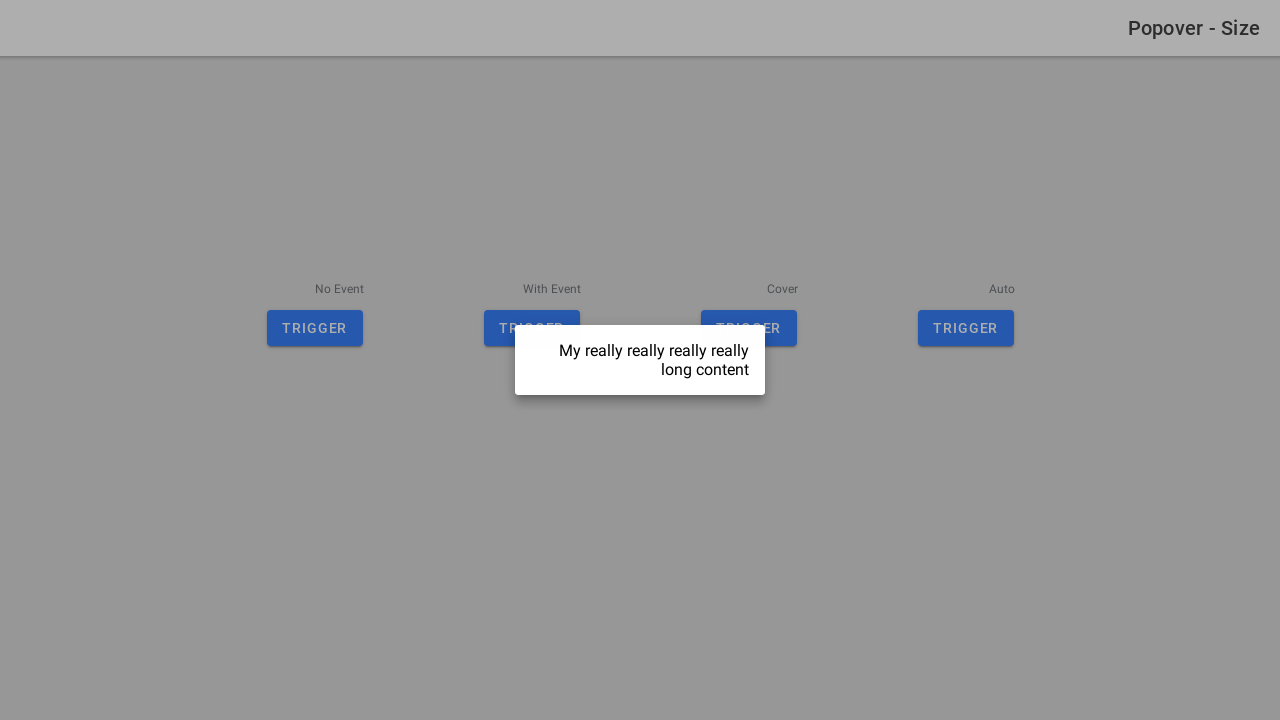 Popover - Size
No Event
With Event
Cover
Auto
TRIGGER
TRIGGER
TRIGGER
TRIGGER
My really really really really
long content